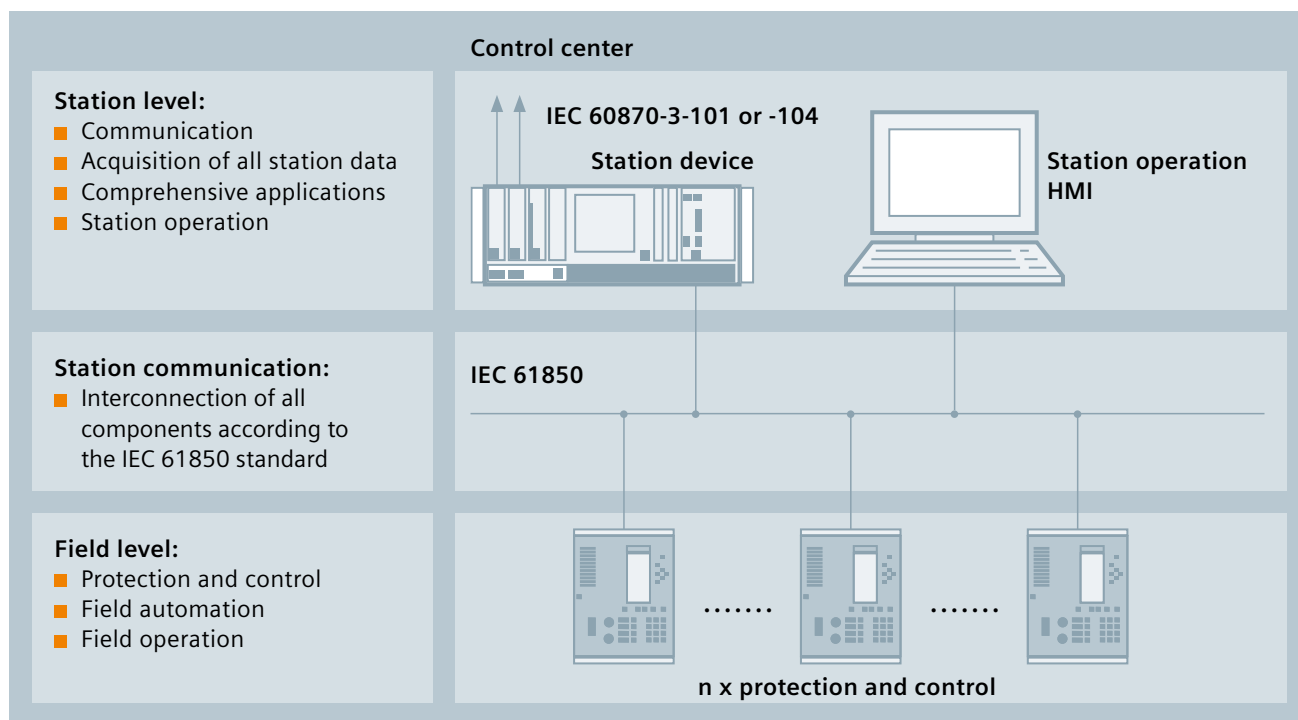 Control center
Station level:
Communication
Acquisition of all station data
Comprehensive applications
Station operation
IEC 60870-3-101 or -104
Station device
Station operation
HMI
Station communication:
Interconnection of all
components according to
the IEC 61850 standard
IEC 61850
Field level:
Protection and control
Field automation
Field operation
.......
.......
n x protection and control